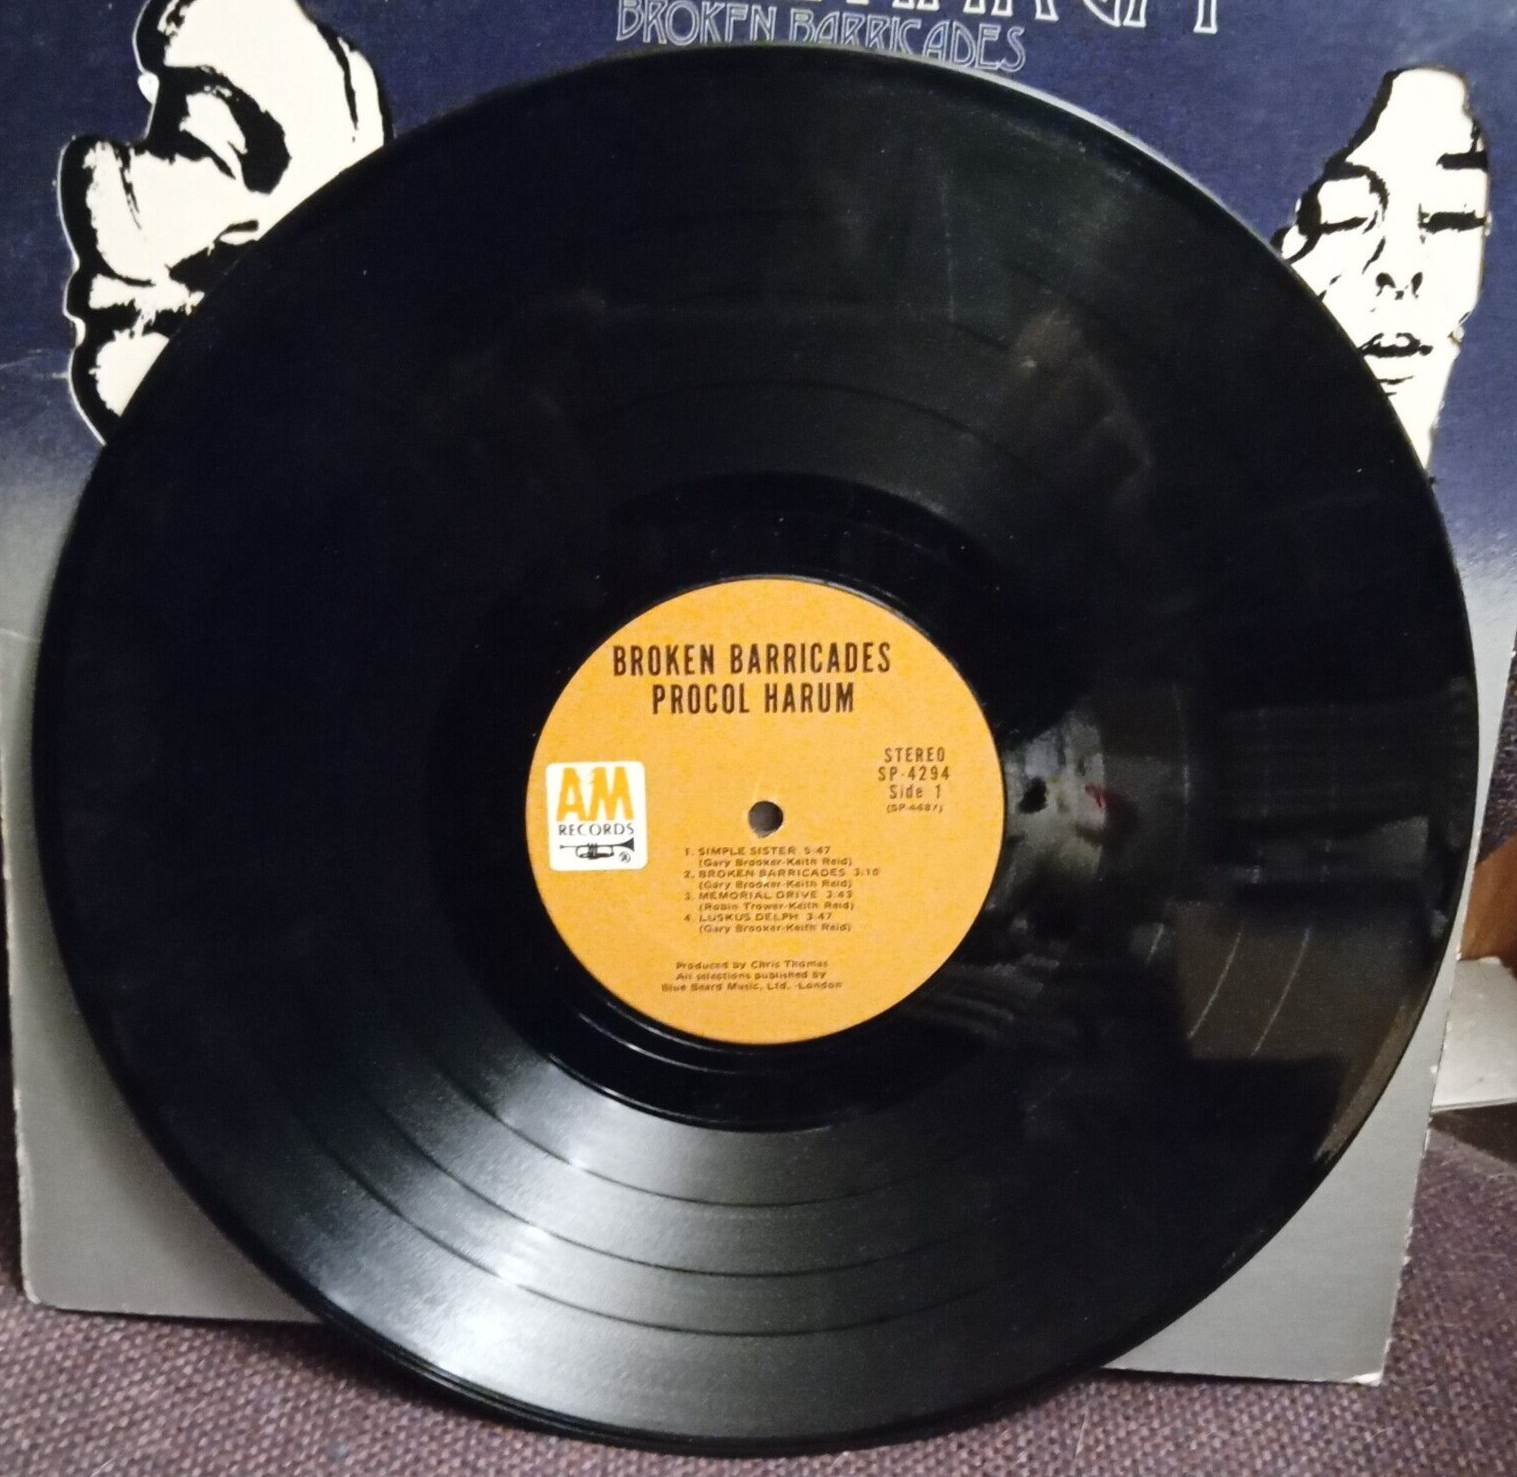 BROKEN BARRICADES
BROKEN BARRICADES
PROCOL HARUM
STEREO
SP-4294
Side 1
(SP-4487)
A&M
RECORDS
®
1. SIMPLE SISTER 5:47
(Gary Brooker-Keith Reid)
2. BROKEN BARRICADES 3:10
(Gary Brooker-Keith Reid)
3. MEMORIAL DRIVE 3:43
(Robin Trower-Keith Reid)
4. LUSKUS DELPH 3:47
(Gary Brooker-Keith Reid)
Produced by Chris Thomas
All selections published by
Blue Beard Music, Ltd. -London